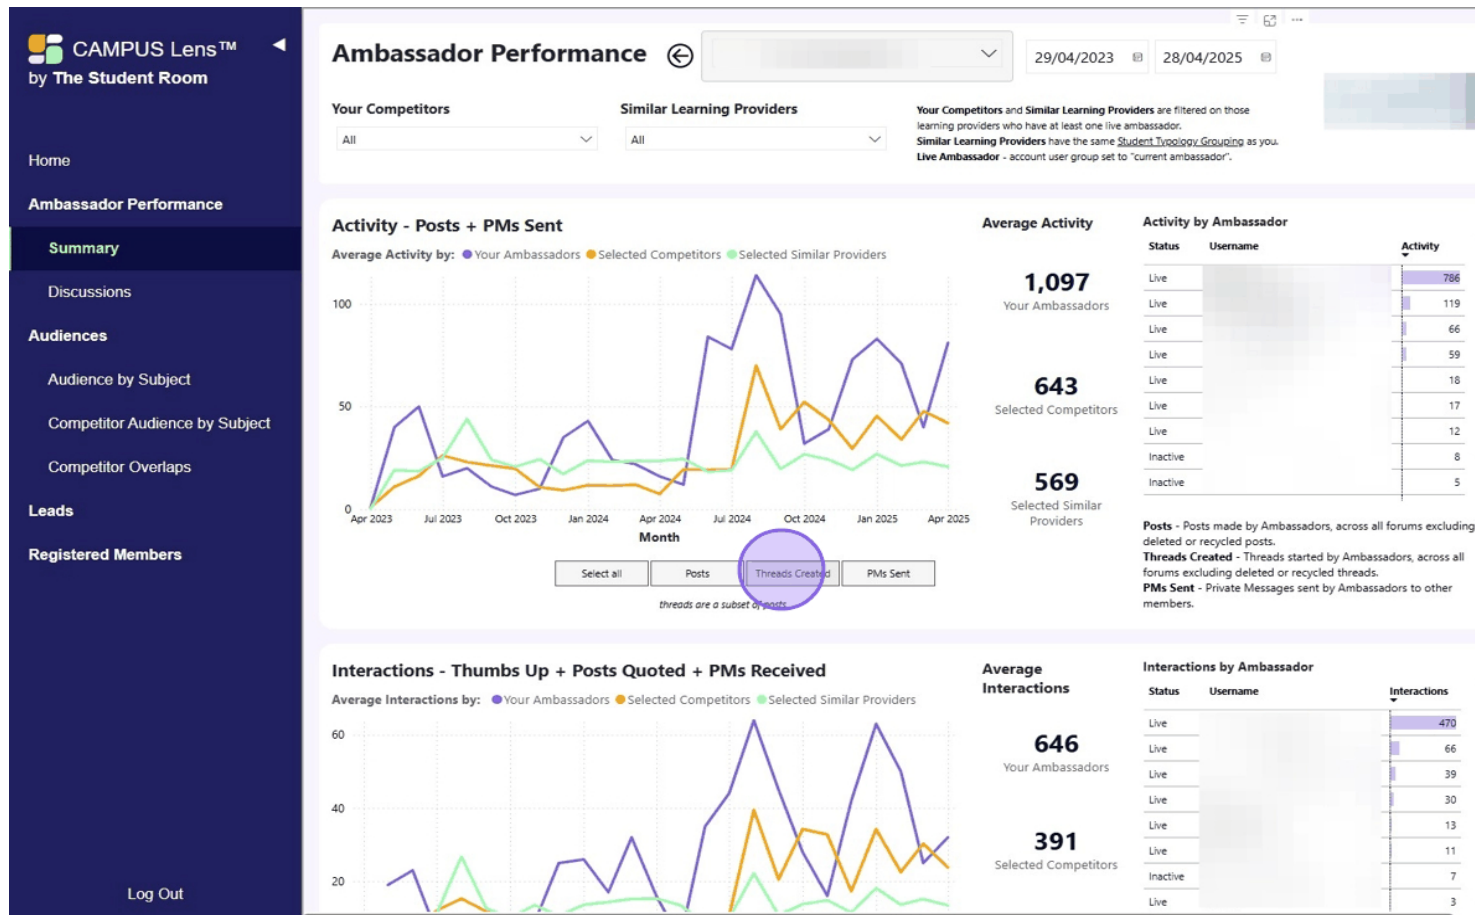 CAMPUS Lens™
by The Student Room
Home
Ambassador Performance
Summary
Discussions
Audiences
Audience by Subject
Competitor Audience by Subject
Competitor Overlaps
Leads
Registered Members
Log Out
Ambassador Performance
29/04/2023
28/04/2025
Your Competitors
All
Similar Learning Providers
All
Your Competitors and Similar Learning Providers are filtered on those
learning providers who have at least one live ambassador.
Similar Learning Providers have the same Student Typology Grouping as you.
Live Ambassador - account user group set to "current ambassador".
Activity - Posts + PMs Sent
Average Activity by: Your Ambassadors Selected Competitors Selected Similar Providers
100
50
0
Apr 2023 Jul 2023 Oct 2023 Jan 2024 Apr 2024 Jul 2024 Oct 2024 Jan 2025 Apr 2025
Month
Select all Posts Threads Created PMs Sent
threads are a subset of posts
Average Activity
1,097
Your Ambassadors
643
Selected Competitors
569
Selected Similar
Providers
Activity by Ambassador
Status Username Activity
Live 786
Live 119
Live 66
Live 59
Live 18
Live 17
Live 12
Inactive 8
Inactive 5
Posts - Posts made by Ambassadors, across all forums excluding
deleted or recycled posts.
Threads Created - Threads started by Ambassadors, across all
forums excluding deleted or recycled threads.
PMs Sent - Private Messages sent by Ambassadors to other
members.
Interactions - Thumbs Up + Posts Quoted + PMs Received
Average Interactions by: Your Ambassadors Selected Competitors Selected Similar Providers
60
40
20
Average
Interactions
646
Your Ambassadors
391
Selected Competitors
Interactions by Ambassador
Status Username Interactions
Live 470
Live 66
Live 39
Live 30
Live 13
Live 11
Inactive 7
Live 3